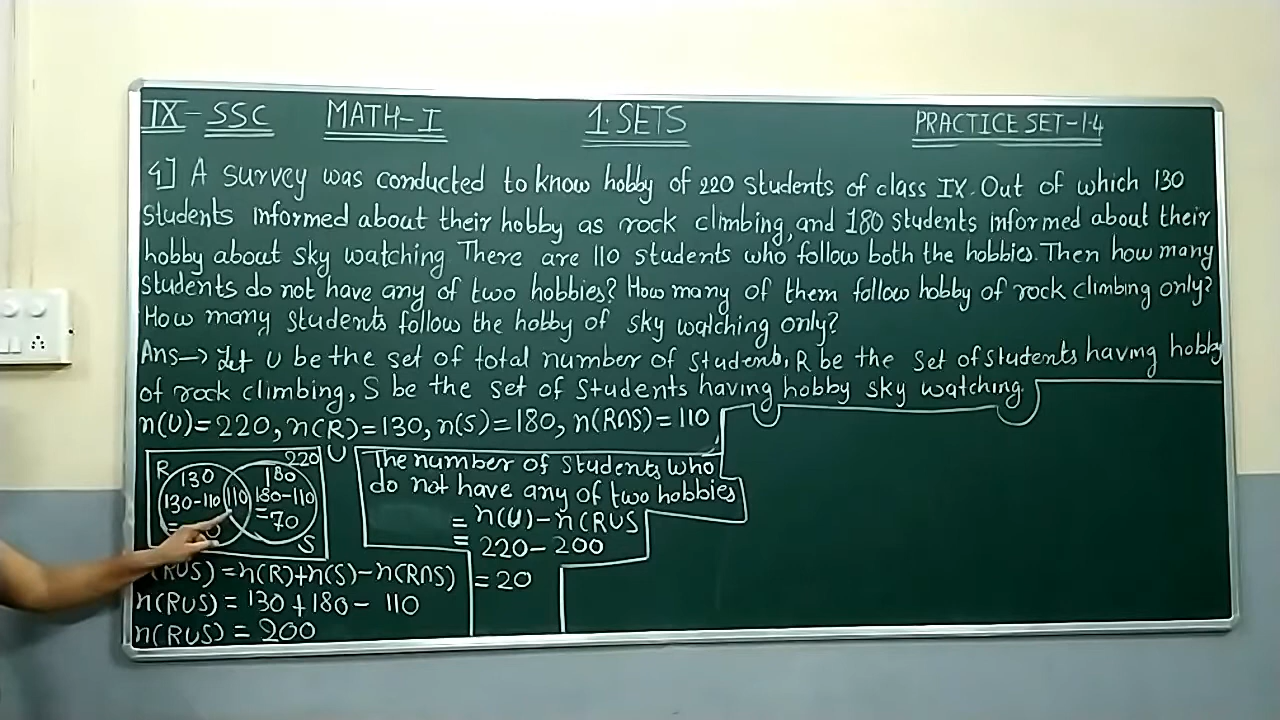 IX-SSC MATH-I 1.SETS PRACTICE SET-1.4
4] A survey was conducted to know hobby of 220 students of class IX. Out of which 130
students informed about their hobby as rock climbing, and 180 students informed about their
hobby about sky watching. There are 110 students who follow both the hobbies. Then how many
students do not have any of two hobbies? How many of them follow hobby of rock climbing only?
How many students follow the hobby of sky watching only?
Ans→ Let U be the set of total number of students, R be the set of students having hobby
of rock climbing, S be the set of students having hobby sky watching.
n(U)=220, n(R)=130, n(S)=180, n(R∩S)=110
U
220
R 130 180
130-110 110 180-110
= =70
S
(RUS) =n(R)+n(S)-n(R∩S)
n(RUS) = 130+180-110
n(RUS) = 200
The number of students who
do not have any of two hobbies
= n(U)-n(RUS
= 220-200
=20